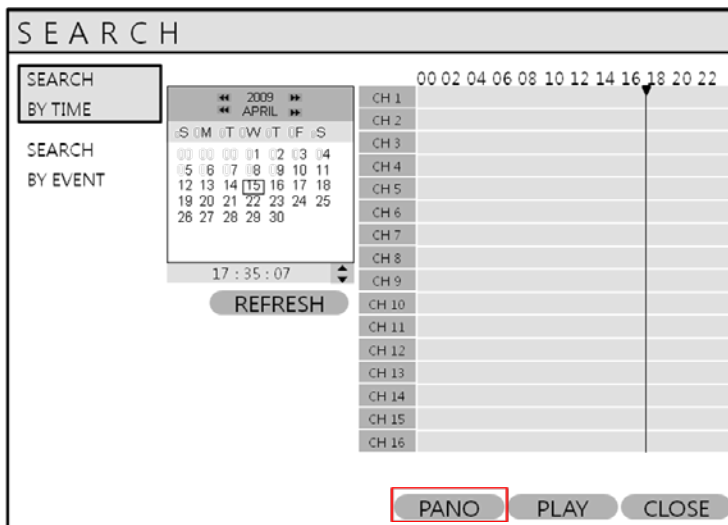 SEARCH
SEARCH
BY TIME
SEARCH
BY EVENT
2009
APRIL
S M T W T F S
00 00 00 01 02 03 04
05 06 07 08 09 10 11
12 13 14 15 16 17 18
19 20 21 22 23 24 25
26 27 28 29 30
17 : 35 : 07
REFRESH
00 02 04 06 08 10 12 14 16 18 20 22
CH 1
CH 2
CH 3
CH 4
CH 5
CH 6
CH 7
CH 8
CH 9
CH 10
CH 11
CH 12
CH 13
CH 14
CH 15
CH 16
PANO PLAY CLOSE